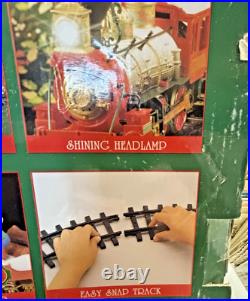 SHINING HEADLAMP
EASY SNAP TRACK